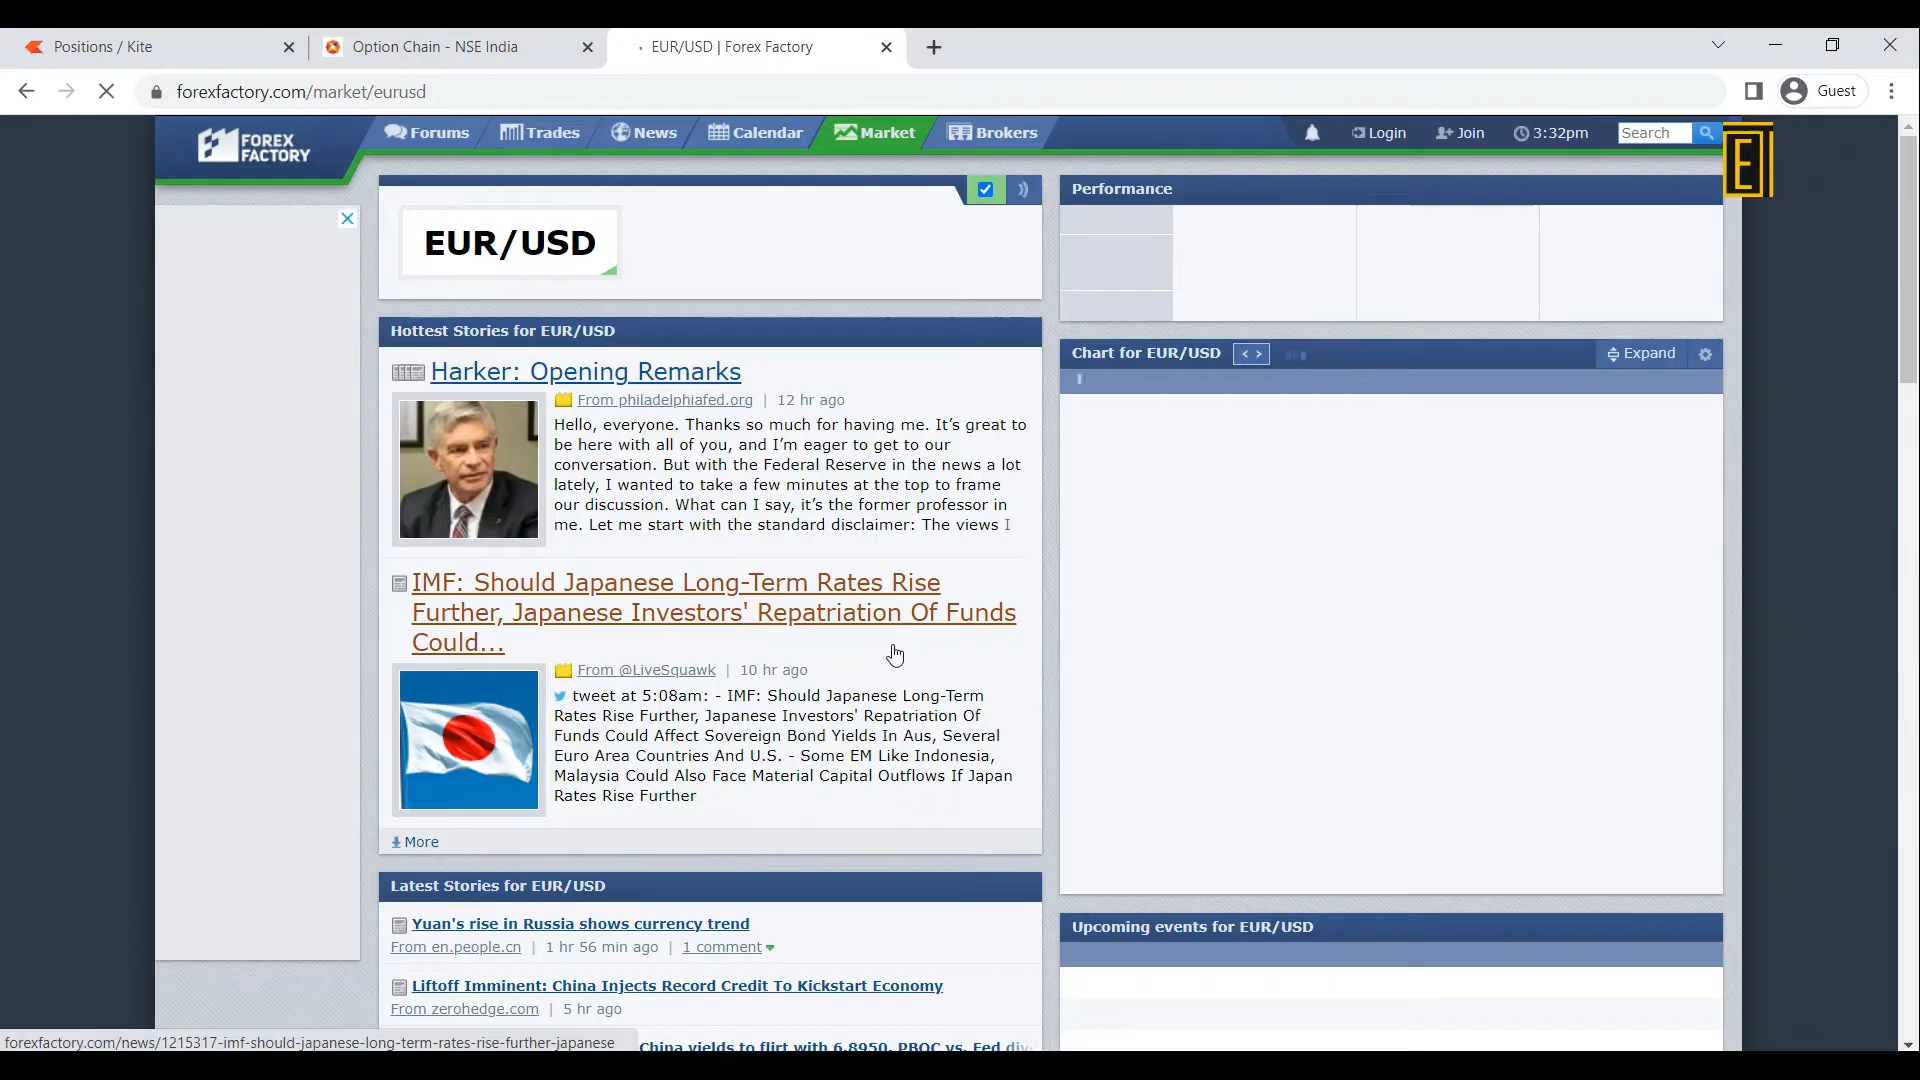 Positions / Kite
Option Chain - NSE India
EUR/USD | Forex Factory
forexfactory.com/market/eurusd
Guest
FOREX
FACTORY
Forums
Trades
News
Calendar
Market
Brokers
Login
Join
3:32pm
Search
E
EUR/USD
Performance
Hottest Stories for EUR/USD
Harker: Opening Remarks
From philadelphiafed.org | 12 hr ago
Hello, everyone. Thanks so much for having me. It’s great to
be here with all of you, and I’m eager to get to our
conversation. But with the Federal Reserve in the news a lot
lately, I wanted to take a few minutes at the top to frame
our discussion. What can I say, it’s the former professor in
me. Let me start with the standard disclaimer: The views I
IMF: Should Japanese Long-Term Rates Rise
Further, Japanese Investors' Repatriation Of Funds
Could...
From @LiveSquawk | 10 hr ago
tweet at 5:08am: - IMF: Should Japanese Long-Term
Rates Rise Further, Japanese Investors' Repatriation Of
Funds Could Affect Sovereign Bond Yields In Aus, Several
Euro Area Countries And U.S. - Some EM Like Indonesia,
Malaysia Could Also Face Material Capital Outflows If Japan
Rates Rise Further
More
Latest Stories for EUR/USD
Yuan's rise in Russia shows currency trend
From en.people.cn | 1 hr 56 min ago | 1 comment
Liftoff Imminent: China Injects Record Credit To Kickstart Economy
From zerohedge.com | 5 hr ago
China yields to flirt with 6.8950, PBOC vs. Fed div
Chart for EUR/USD
Expand
Upcoming events for EUR/USD
forexfactory.com/news/1215317-imf-should-japanese-long-term-rates-rise-further-japanese